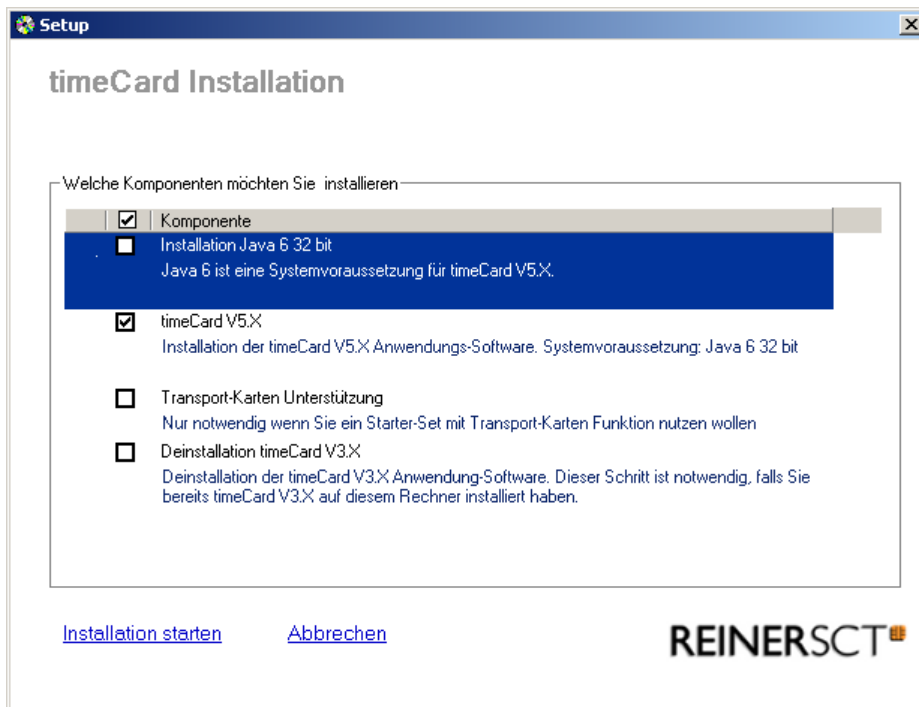 Setup
timeCard Installation
Welche Komponenten möchten Sie installieren
Komponente
Installation Java 6 32 bit
Java 6 ist eine Systemvoraussetzung für timeCard V5.X.
timeCard V5.X
Installation der timeCard V5.X Anwendungs-Software. Systemvoraussetzung: Java 6 32 bit
Transport-Karten Unterstützung
Nur notwendig wenn Sie ein Starter-Set mit Transport-Karten Funktion nutzen wollen
Deinstallation timeCard V3.X
Deinstallation der timeCard V3.X Anwendung-Software. Dieser Schritt ist notwendig, falls Sie
bereits timeCard V3.X auf diesem Rechner installiert haben.
Installation starten Abbrechen
REINERSCT